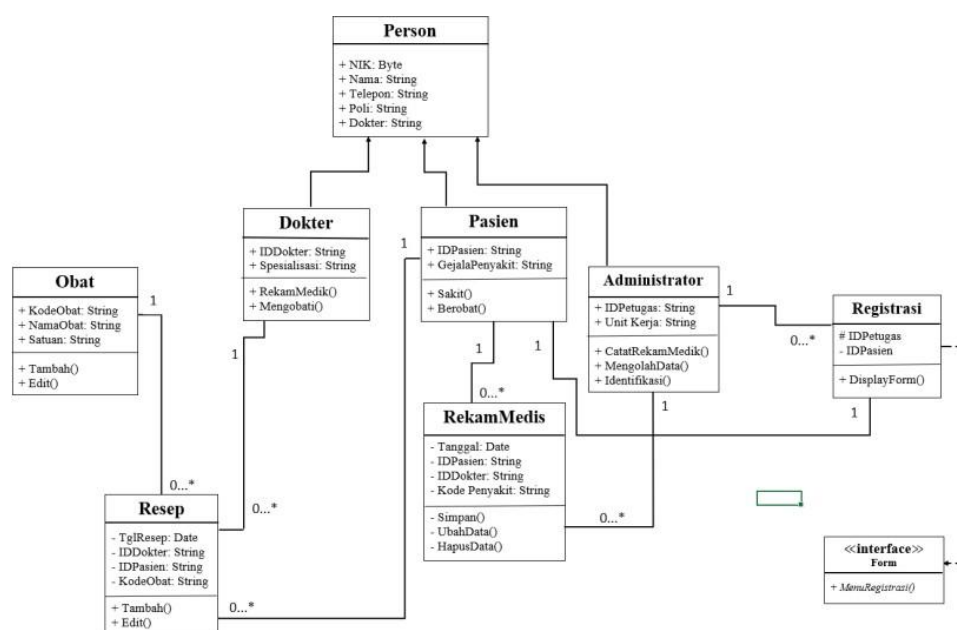 Person
+ NIK: Byte
+ Nama: String
+ Telepon: String
+ Poli: String
+ Dokter: String
Dokter
+ IDDokter: String
+ Spesialisasi: String
+ RekamMedik()
+ Mengobati()
1
Pasien
+ IDPasien: String
+ GejalaPenyakit: String
+ Sakit()
+ Berobat()
1
1
1
Obat
+ KodeObat: String
+ NamaObat: String
+ Satuan: String
+ Tambah()
+ Edit()
1
Administrator
+ IDPetugas: String
+ Unit Kerja: String
+ CatatRekamMedik()
+ MengolahData()
+ Identifikasi()
1
1
0...*
Registrasi
# IDPetugas
- IDPasien
+ DisplayForm()
1
0...*
RekamMedis
- Tanggal: Date
- IDPasien: String
- IDDokter: String
- Kode Penyakit: String
- Simpan()
- UbahData()
- HapusData()
0...*
0...*
0...*
Resep
- TglResep: Date
- IDDokter: String
- IDPasien: String
- KodeObat: String
+ Tambah()
+ Edit()
0...*
«interface»
Form
+ MenuRegistrasi()